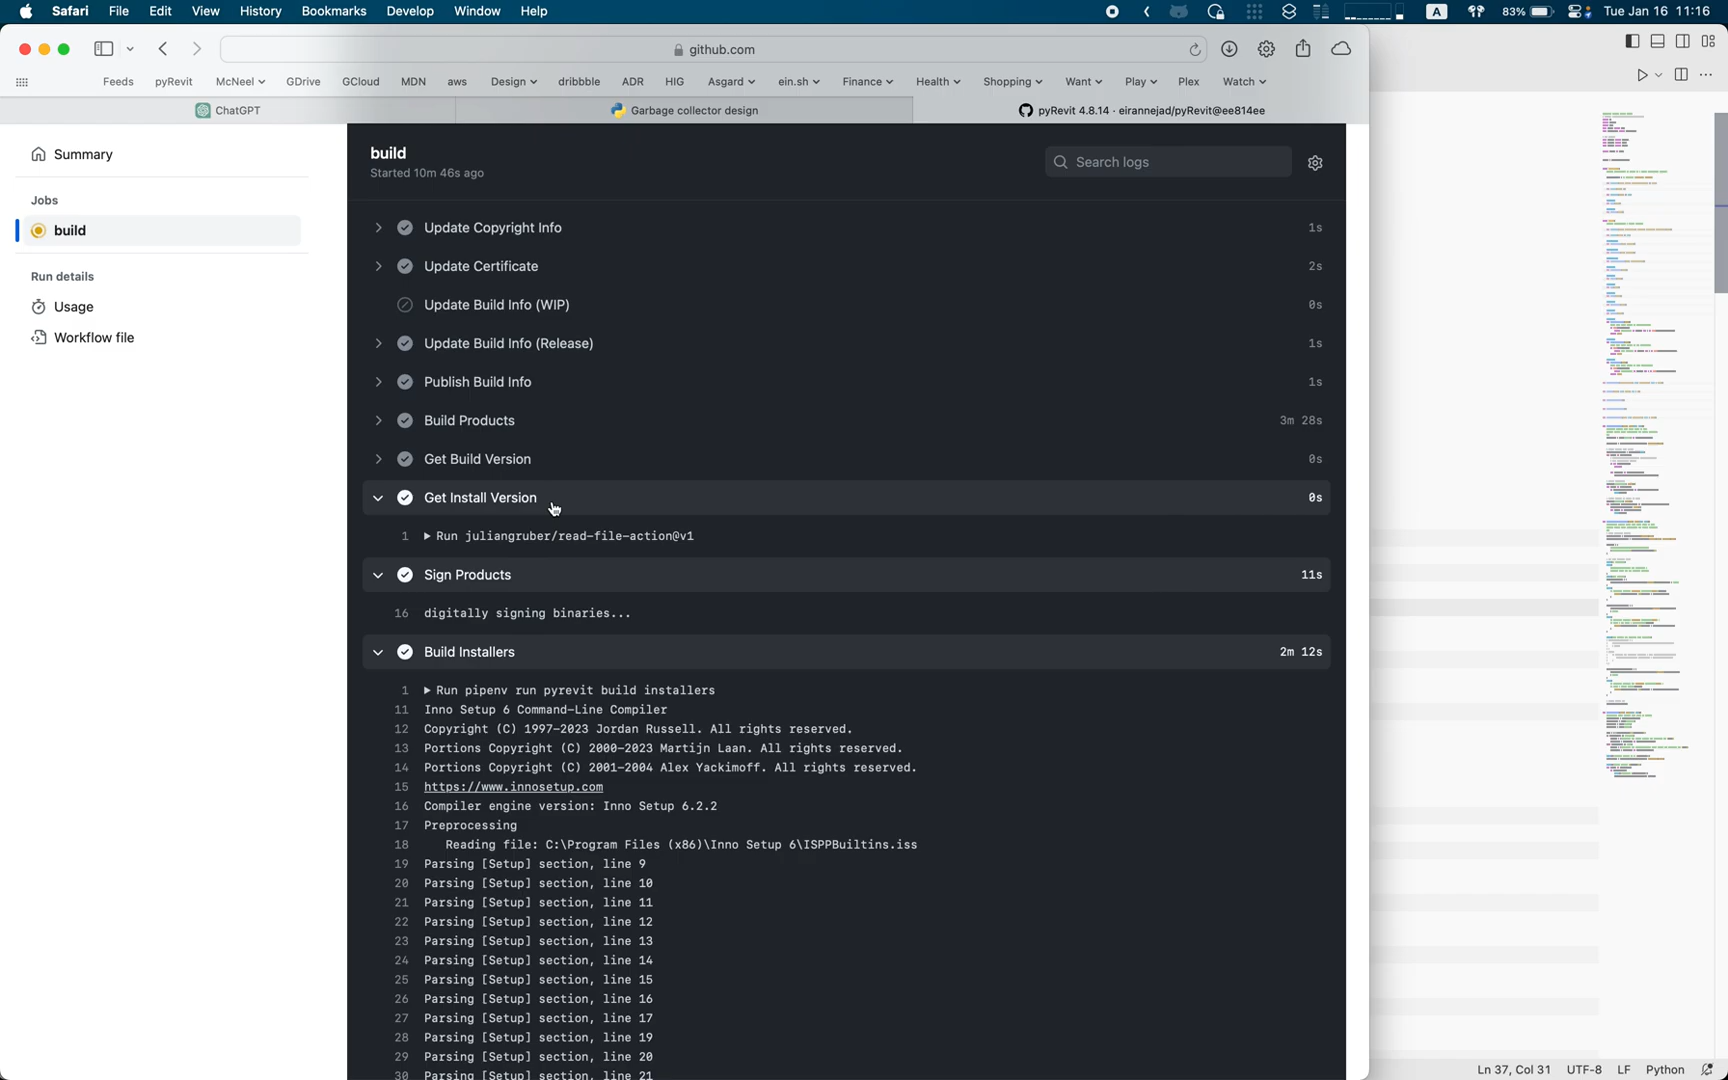 Safari File Edit View History Bookmarks Develop Window Help
A 83% Tue Jan 16 11:16
github.com
Feeds pyRevit McNeel GDrive GCloud MDN aws Design dribbble ADR HIG Asgard ein.sh Finance Health Shopping Want Play Plex Watch
ChatGPT Garbage collector design pyRevit 4.8.14 · eirannejad/pyRevit@ee814ee
Summary
Jobs
build
Run details
Usage
Workflow file
build
Started 10m 46s ago
Search logs
Update Copyright Info 1s
Update Certificate 2s
Update Build Info (WIP) 0s
Update Build Info (Release) 1s
Publish Build Info 1s
Build Products 3m 28s
Get Build Version 0s
Get Install Version 0s
1 Run juliangruber/read-file-action@v1
Sign Products 11s
16 digitally signing binaries...
Build Installers 2m 12s
1 Run pipenv run pyrevit build installers
11 Inno Setup 6 Command-Line Compiler
12 Copyright (C) 1997-2023 Jordan Russell. All rights reserved.
13 Portions Copyright (C) 2000-2023 Martijn Laan. All rights reserved.
14 Portions Copyright (C) 2001-2004 Alex Yackimoff. All rights reserved.
15 https://www.innosetup.com
16 Compiler engine version: Inno Setup 6.2.2
17 Preprocessing
18 Reading file: C:\Program Files (x86)\Inno Setup 6\ISPPBuiltins.iss
19 Parsing [Setup] section, line 9
20 Parsing [Setup] section, line 10
21 Parsing [Setup] section, line 11
22 Parsing [Setup] section, line 12
23 Parsing [Setup] section, line 13
24 Parsing [Setup] section, line 14
25 Parsing [Setup] section, line 15
26 Parsing [Setup] section, line 16
27 Parsing [Setup] section, line 17
28 Parsing [Setup] section, line 19
29 Parsing [Setup] section, line 20
30 Parsing [Setup] section, line 21
Ln 37, Col 31 UTF-8 LF Python